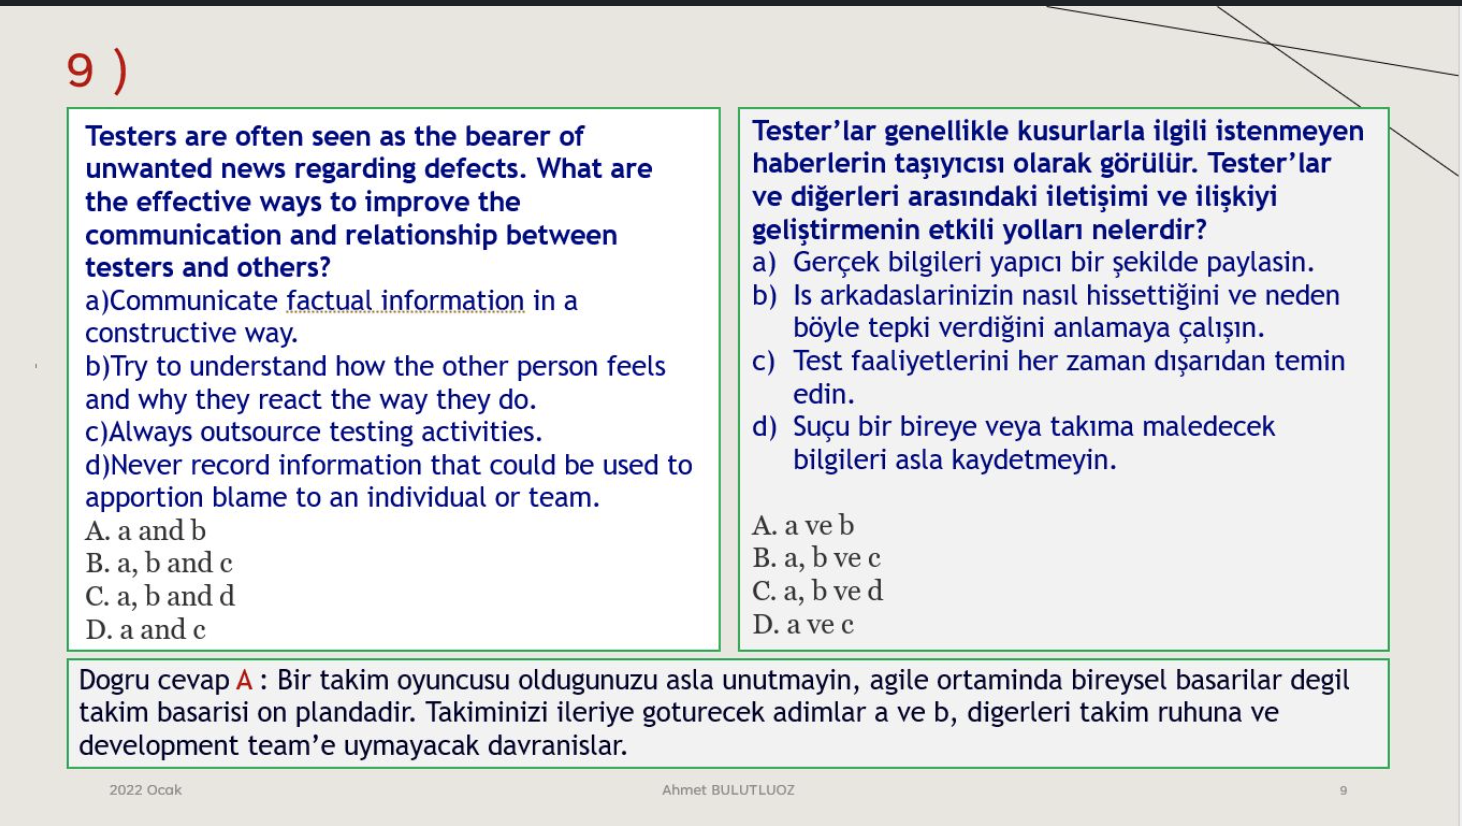 9 )
Testers are often seen as the bearer of
unwanted news regarding defects. What are
the effective ways to improve the
communication and relationship between
testers and others?
a)Communicate factual information in a
constructive way.
b)Try to understand how the other person feels
and why they react the way they do.
c)Always outsource testing activities.
d)Never record information that could be used to
apportion blame to an individual or team.
A. a and b
B. a, b and c
C. a, b and d
D. a and c
Tester’lar genellikle kusurlarla ilgili istenmeyen
haberlerin taşıyıcısı olarak görülür. Tester’lar
ve diğerleri arasındaki iletişimi ve ilişkiyi
geliştirmenin etkili yolları nelerdir?
a) Gerçek bilgileri yapıcı bir şekilde paylasin.
b) Is arkadaslarinizin nasıl hissettiğini ve neden
böyle tepki verdiğini anlamaya çalışın.
c) Test faaliyetlerini her zaman dışarıdan temin
edin.
d) Suçu bir bireye veya takıma maledecek
bilgileri asla kaydetmeyin.
A. a ve b
B. a, b ve c
C. a, b ve d
D. a ve c
Dogru cevap A : Bir takim oyuncusu oldugunuzu asla unutmayin, agile ortaminda bireysel basarilar degil
takim basarisi on plandadir. Takiminizi ileriye goturecek adimlar a ve b, digerleri takim ruhuna ve
development team’e uymayacak davranislar.
2022 Ocak
Ahmet BULUTLUOZ
9